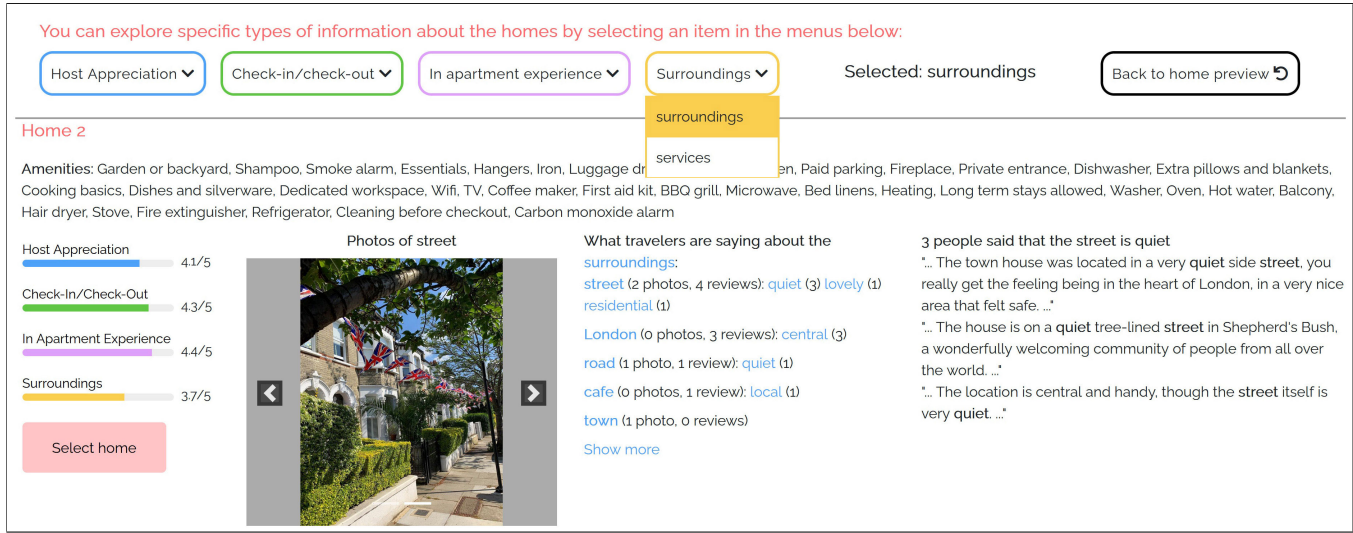 You can explore specific types of information about the homes by selecting an item in the menus below:
Host Appreciation
Check-in/check-out
In apartment experience
Surroundings
Selected: surroundings
Back to home preview
surroundings
services
Home 2
Amenities: Garden or backyard, Shampoo, Smoke alarm, Essentials, Hangers, Iron, Luggage dr en, Paid parking, Fireplace, Private entrance, Dishwasher, Extra pillows and blankets,
Cooking basics, Dishes and silverware, Dedicated workspace, Wifi, TV, Coffee maker, First aid kit, BBQ grill, Microwave, Bed linens, Heating, Long term stays allowed, Washer, Oven, Hot water, Balcony,
Hair dryer, Stove, Fire extinguisher, Refrigerator, Cleaning before checkout, Carbon monoxide alarm
Host Appreciation
4.1/5
Check-In/Check-Out
4.3/5
In Apartment Experience
4.4/5
Surroundings
3.7/5
Select home
Photos of street
What travelers are saying about the
surroundings:
street (2 photos, 4 reviews): quiet (3) lovely (1)
residential (1)
London (0 photos, 3 reviews): central (3)
road (1 photo, 1 review): quiet (1)
cafe (0 photos, 1 review): local (1)
town (1 photo, 0 reviews)
Show more
3 people said that the street is quiet
"... The town house was located in a very quiet side street, you
really get the feeling being in the heart of London, in a very nice
area that felt safe. ..."
"... The house is on a quiet tree-lined street in Shepherd's Bush,
a wonderfully welcoming community of people from all over
the world. ..."
"... The location is central and handy, though the street itself is
very quiet. ..."